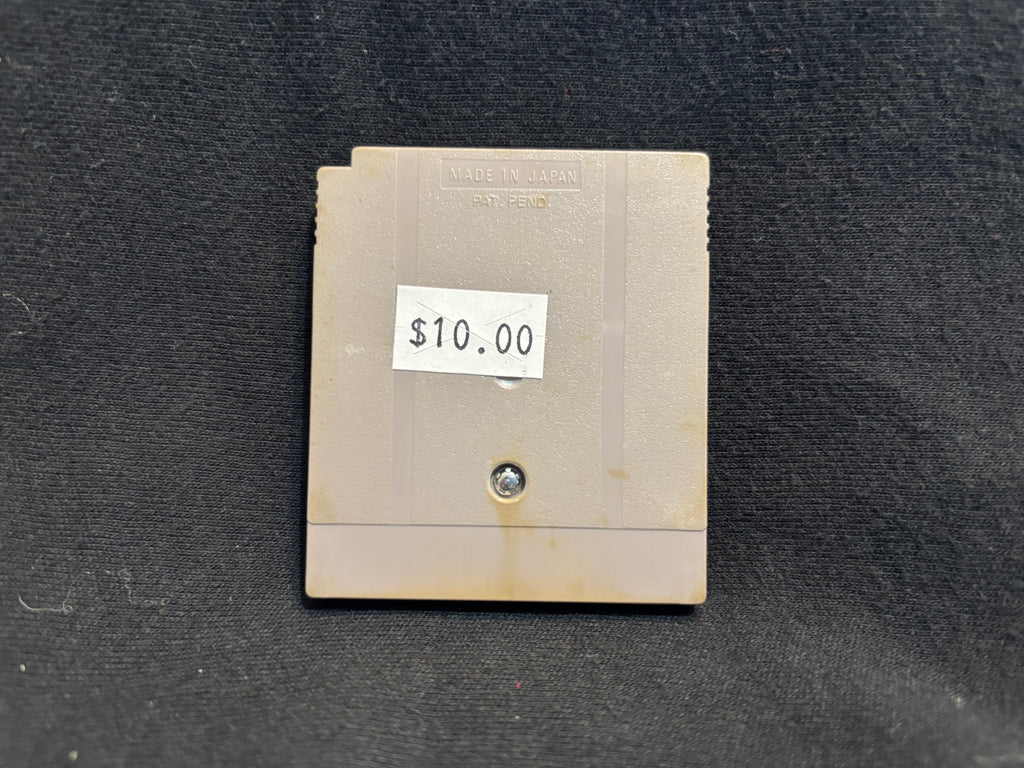 MADE IN JAPAN
PAT. PEND.
$10.00